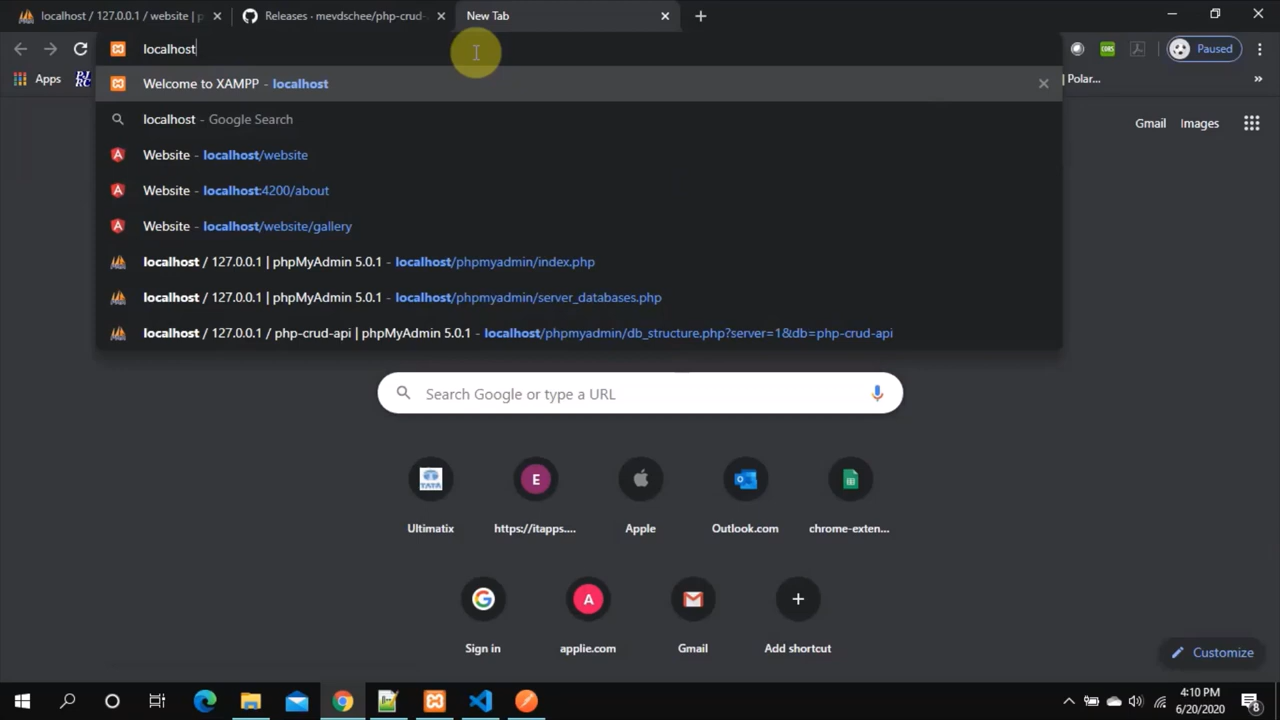 localhost / 127.0.0.1 / website | p
Releases · mevdschee/php-crud-
New Tab
localhost
Paused
Apps
Polar...
Welcome to XAMPP - localhost
localhost - Google Search
Website - localhost/website
Website - localhost:4200/about
Website - localhost/website/gallery
localhost / 127.0.0.1 | phpMyAdmin 5.0.1 - localhost/phpmyadmin/index.php
localhost / 127.0.0.1 | phpMyAdmin 5.0.1 - localhost/phpmyadmin/server_databases.php
localhost / 127.0.0.1 / php-crud-api | phpMyAdmin 5.0.1 - localhost/phpmyadmin/db_structure.php?server=1&db=php-crud-api
Gmail Images
Search Google or type a URL
TATA
E
Ultimatix
https://itapps....
Apple
Outlook.com
chrome-exten...
A
Sign in
applie.com
Gmail
Add shortcut
Customize
4:10 PM
6/20/2020
8